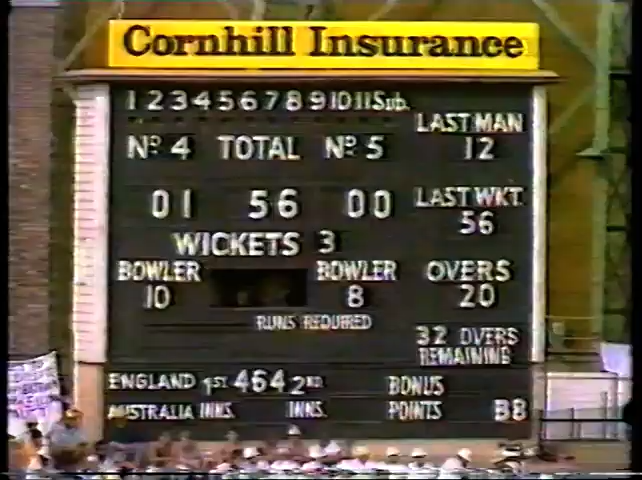 Cornhill Insurance
1 2 3 4 5 6 7 8 9 10 11 Sub.
LAST MAN
Nº 4 TOTAL Nº 5 12
01 56 00 LAST WKT.
56
WICKETS 3
BOWLER BOWLER OVERS
10 8 20
RUNS REQUIRED
32 OVERS
REMAINING
ENGLAND 1ST 464 2ND BONUS
AUSTRALIA INNS. INNS. POINTS 38